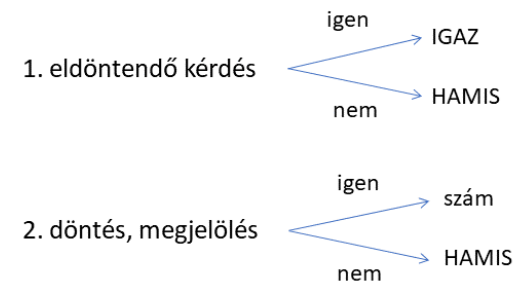 igen
IGAZ
1. eldöntendő kérdés
HAMIS
nem
igen
szám
2. döntés, megjelölés
HAMIS
nem